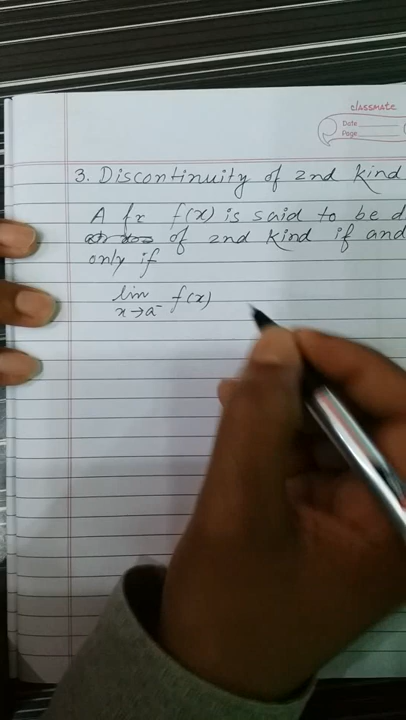 classmate
Date
Page
3. Discontinuity of 2nd Kind
A fx f(x) is said to be d
of 2nd Kind if and
only if
lim f(x)
x→a⁻